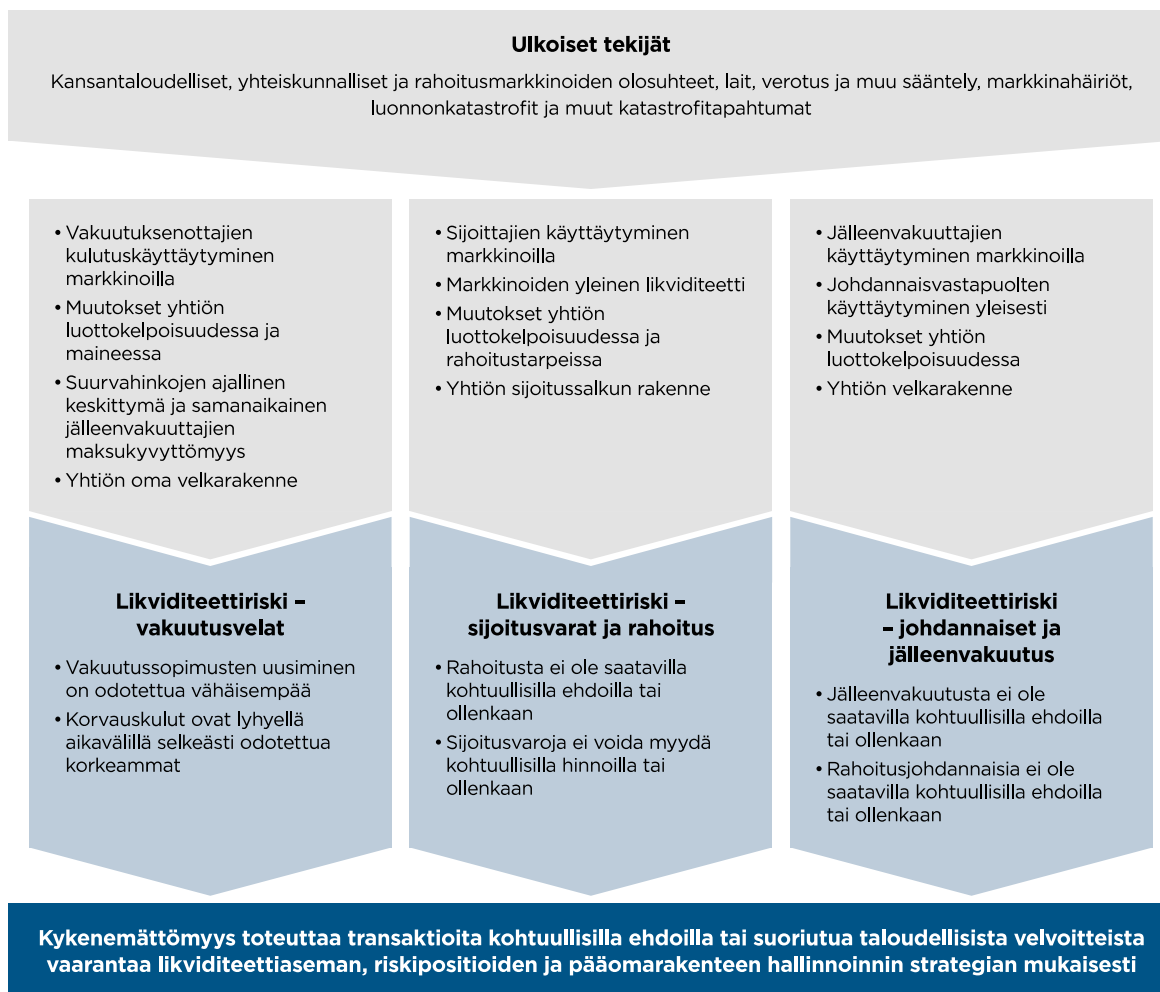 Ulkoiset tekijät
Kansantaloudelliset, yhteiskunnalliset ja rahoitusmarkkinoiden olosuhteet, lait, verotus ja muu sääntely, markkinahäiriöt,
luonnonkatastrofit ja muut katastrofitapahtumat
• Vakuutuksenottajien
kulutuskäyttäytyminen
markkinoilla
• Muutokset yhtiön
luottokelpoisuudessa ja
maineessa
• Suurvahinkojen ajallinen
keskittymä ja samanaikainen
jälleenvakuuttajien
maksukyvyttömyys
• Yhtiön oma velkarakenne
• Sijoittajien käyttäytyminen
markkinoilla
• Markkinoiden yleinen likviditeetti
• Muutokset yhtiön
luottokelpoisuudessa ja
rahoitustarpeissa
• Yhtiön sijoitussalkun rakenne
• Jälleenvakuuttajien
käyttäytyminen markkinoilla
• Johdannaisvastapuolten
käyttäytyminen yleisesti
• Muutokset yhtiön
luottokelpoisuudessa
• Yhtiön velkarakenne
Likviditeettiriski –
vakuutusvelat
• Vakuutussopimusten uusiminen
on odotettua vähäisempää
• Korvauskulut ovat lyhyellä
aikavälillä selkeästi odotettua
korkeammat
Likviditeettiriski –
sijoitusvarat ja rahoitus
• Rahoitusta ei ole saatavilla
kohtuullisilla ehdoilla tai
ollenkaan
• Sijoitusvaroja ei voida myydä
kohtuullisilla hinnoilla tai
ollenkaan
Likviditeettiriski
– johdannaiset ja
jälleenvakuutus
• Jälleenvakuutusta ei ole
saatavilla kohtuullisilla ehdoilla
tai ollenkaan
• Rahoitusjohdannaisia ei ole
saatavilla kohtuullisilla ehdoilla
tai ollenkaan
Kykenemättömyys toteuttaa transaktioita kohtuullisilla ehdoilla tai suoriutua taloudellisista velvoitteista
vaarantaa likviditeettiaseman, riskipositioiden ja pääomarakenteen hallinnoinnin strategian mukaisesti